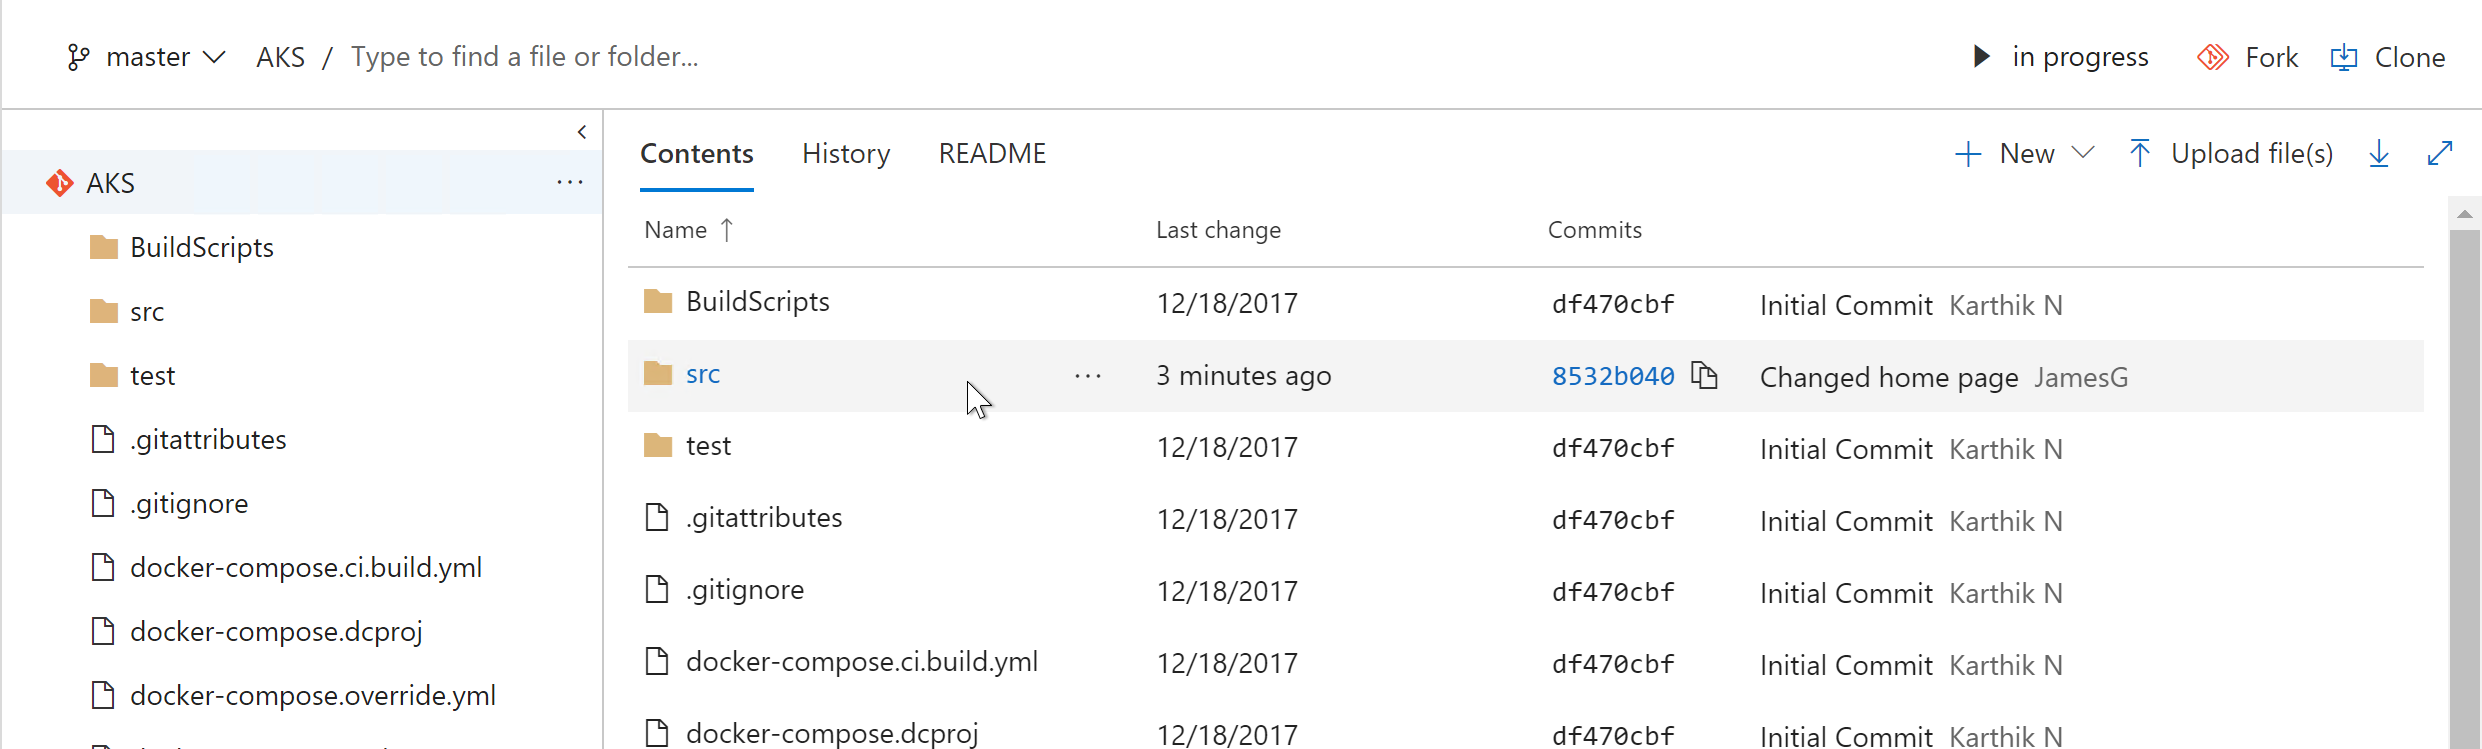 master AKS / Type to find a file or folder... in progress Fork Clone
AKS
BuildScripts
src
test
.gitattributes
.gitignore
docker-compose.ci.build.yml
docker-compose.dcproj
docker-compose.override.yml
Contents History README New Upload file(s)
Name Last change Commits
BuildScripts 12/18/2017 df470cbf Initial Commit Karthik N
src ... 3 minutes ago 8532b040 Changed home page JamesG
test 12/18/2017 df470cbf Initial Commit Karthik N
.gitattributes 12/18/2017 df470cbf Initial Commit Karthik N
.gitignore 12/18/2017 df470cbf Initial Commit Karthik N
docker-compose.ci.build.yml 12/18/2017 df470cbf Initial Commit Karthik N
docker-compose.dcproj 12/18/2017 df470cbf Initial Commit Karthik N